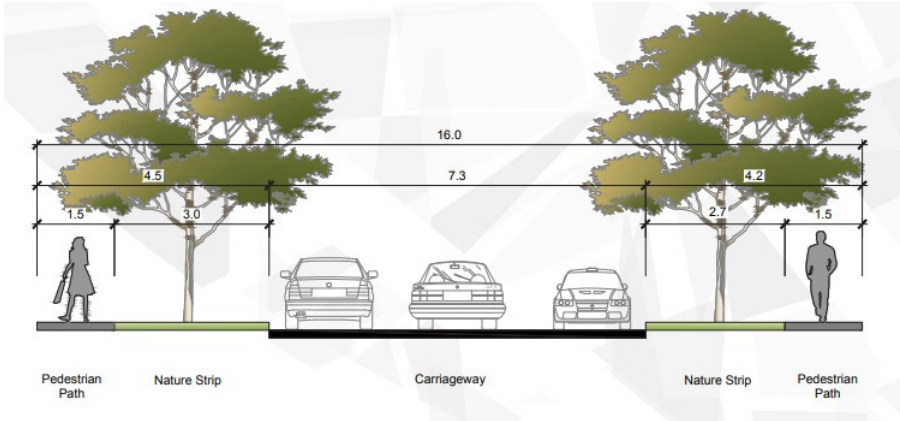 16.0
4.5
7.3
4.2
1.5
3.0
2.7
1.5
Pedestrian
Path
Nature Strip
Carriageway
Nature Strip
Pedestrian
Path